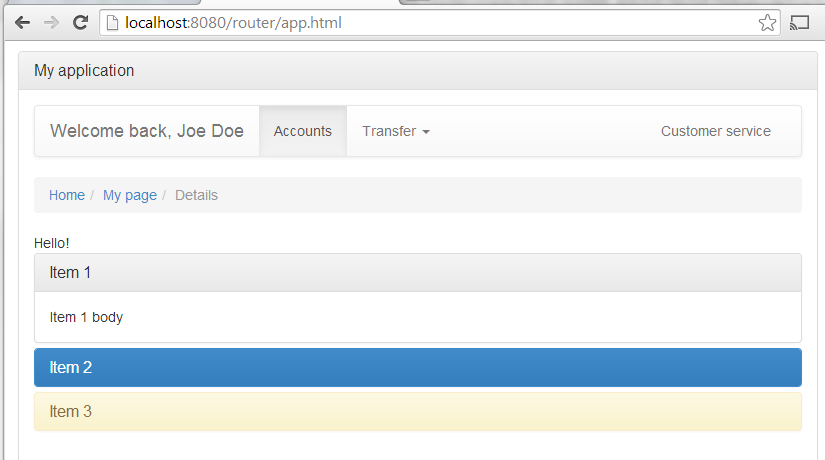 localhost:8080/router/app.html
My application
Welcome back, Joe Doe Accounts Transfer Customer service
Home / My page / Details
Hello!
Item 1
Item 1 body
Item 2
Item 3